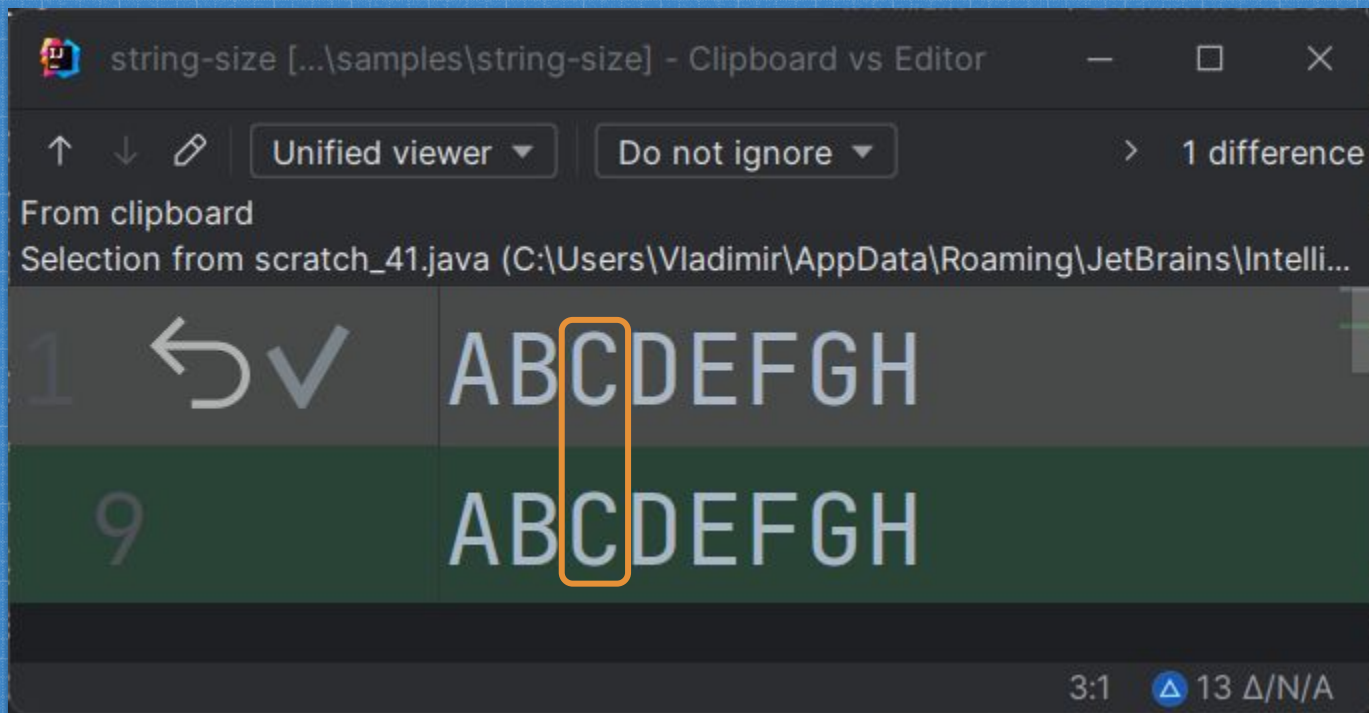 string-size [...\samples\string-size] - Clipboard vs Editor
Unified viewer Do not ignore 1 difference
From clipboard
Selection from scratch_41.java (C:\Users\Vladimir\AppData\Roaming\JetBrains\Intelli...
1 ABCDEFGH
9 ABCDEFGH
3:1 13 Δ/N/A